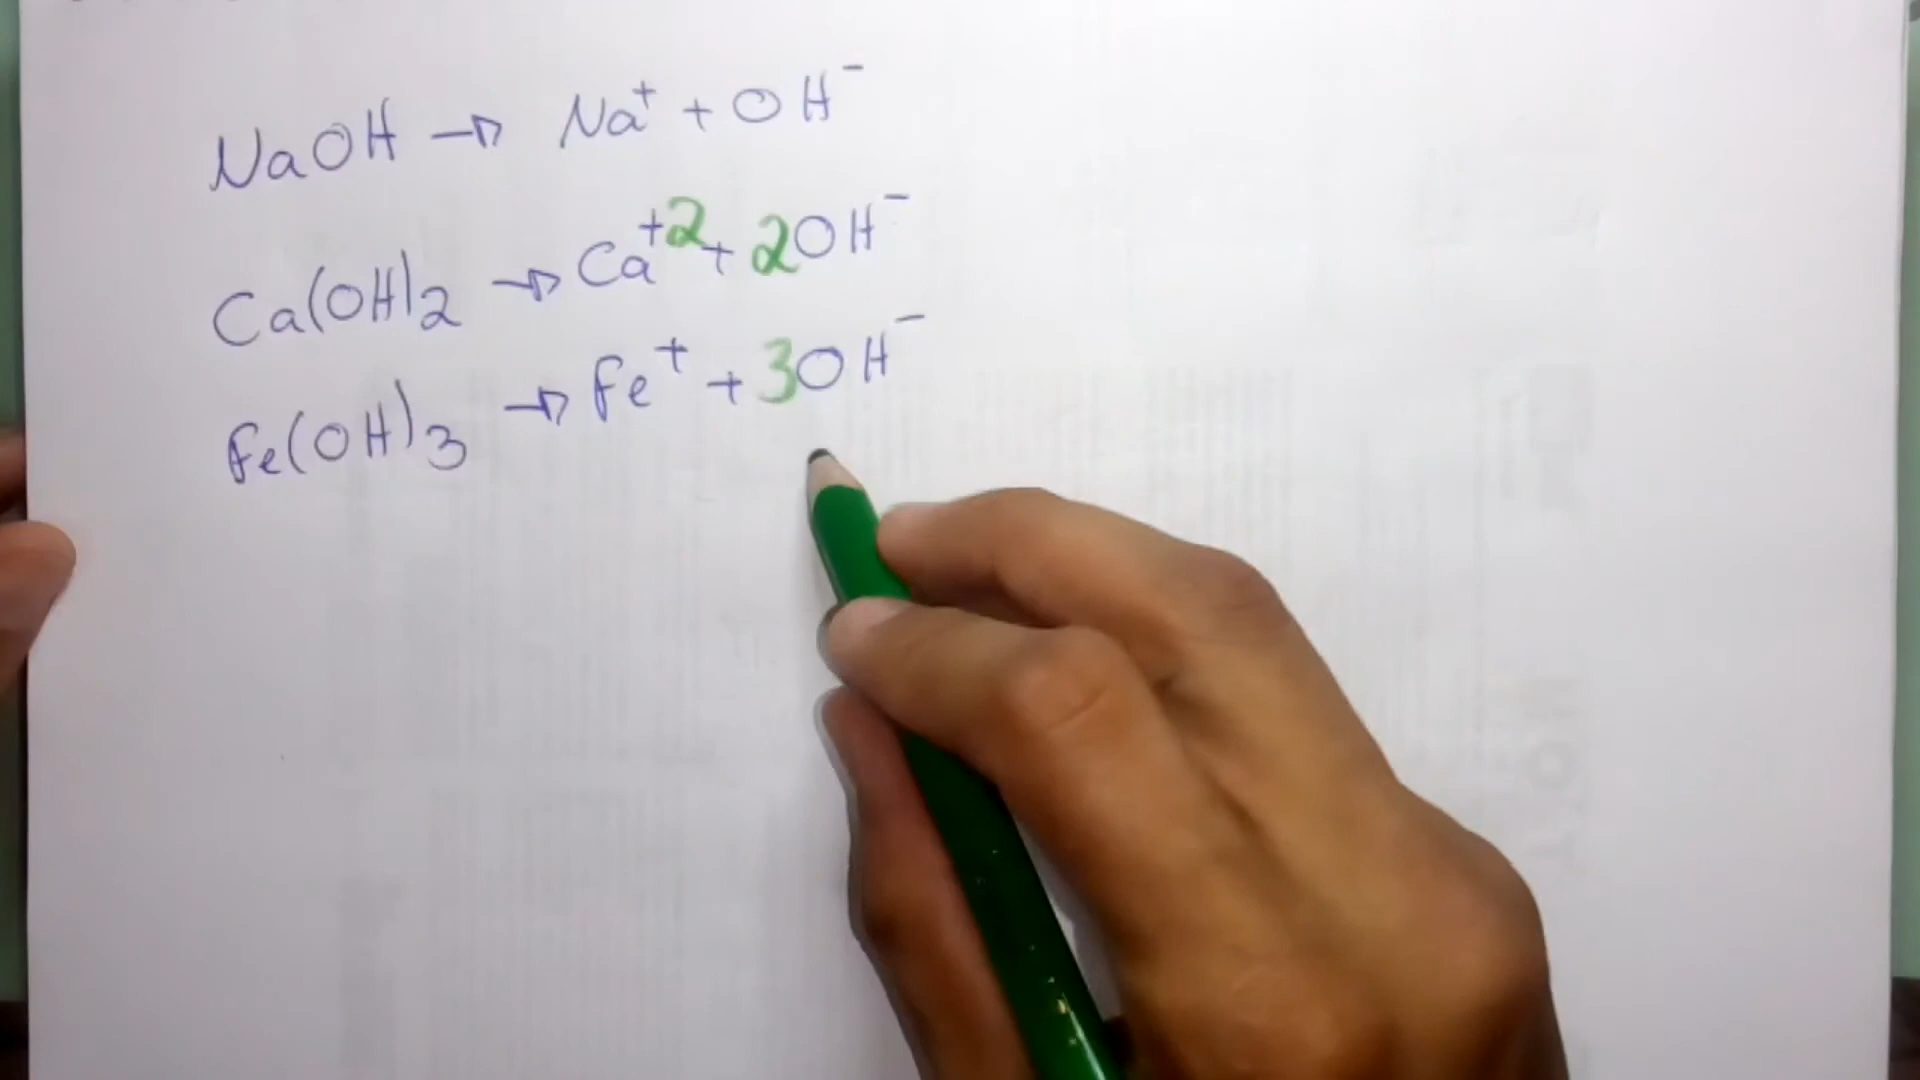 NaOH → Na⁺ + OH⁻
Ca(OH)2 → Ca⁺² + 2OH⁻
Fe(OH)3 → Fe⁺ + 3OH⁻